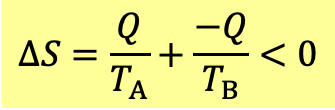 ΔS = Q/T_A + -Q/T_B < 0